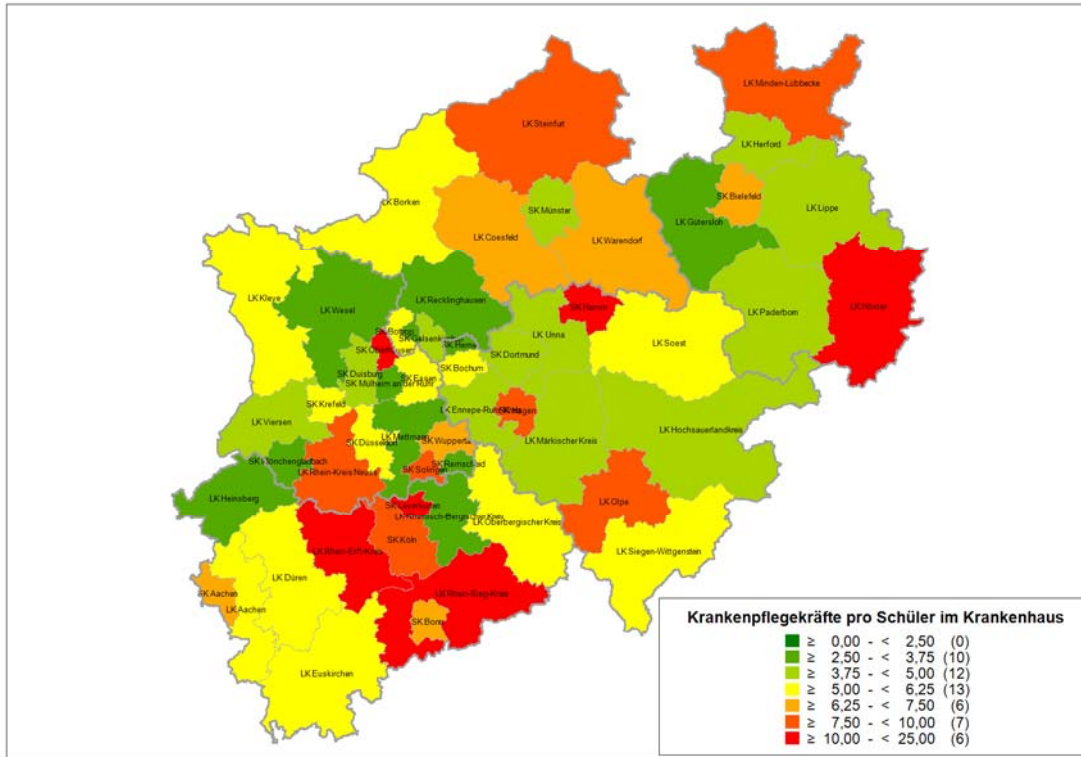 LK Minden-Lübbecke
LK Steinfurt
LK Herford
SK Bielefeld
SK Münster
LK Borken
LK Lippe
LK Gütersloh
LK Coesfeld
LK Warendorf
LK Kleve
LK Recklinghausen
LK Wesel
SK Hamm
LK Höxter
LK Paderborn
SK Bottrop
LK Unna
SK Gelsenkirchen
LK Soest
SK Herne
SK Oberhausen
SK Dortmund
SK Bochum
SK Duisburg
SK Essen
SK Mülheim an der Ruhr
SK Krefeld
LK Ennepe-Ruhr-Kreis
SK Hagen
LK Viersen
LK Hochsauerlandkreis
LK Mettmann
SK Düsseldorf
SK Wuppertal
LK Märkischer Kreis
SK Mönchengladbach
SK Remscheid
SK Solingen
LK Rhein-Kreis Neuss
LK Heinsberg
LK Olpe
SK Leverkusen
LK Rheinisch-Bergischer Kreis
LK Oberbergischer Kreis
SK Köln
LK Rhein-Erft-Kreis
LK Siegen-Wittgenstein
SK Aachen
LK Düren
LK Rhein-Sieg-Kreis
LK Aachen
SK Bonn
LK Euskirchen
Krankenpflegekräfte pro Schüler im Krankenhaus
≥ 0,00 - < 2,50 (0)
≥ 2,50 - < 3,75 (10)
≥ 3,75 - < 5,00 (12)
≥ 5,00 - < 6,25 (13)
≥ 6,25 - < 7,50 (6)
≥ 7,50 - < 10,00 (7)
≥ 10,00 - < 25,00 (6)